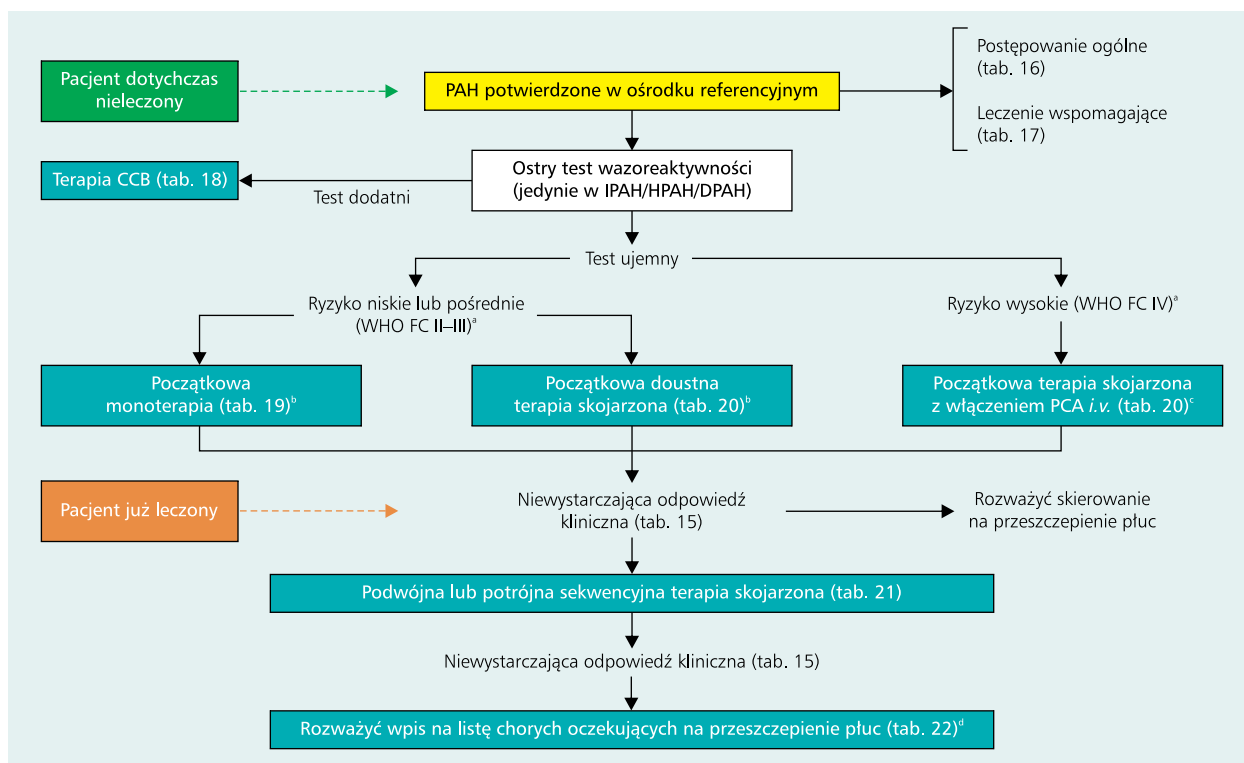 Pacjent dotychczas
nieleczony
PAH potwierdzone w ośrodku referencyjnym
Postępowanie ogólne
(tab. 16)
Leczenie wspomagające
(tab. 17)
Terapia CCB (tab. 18)
Test dodatni
Ostry test wazoreaktywności
(jedynie w IPAH/HPAH/DPAH)
Test ujemny
Ryzyko niskie lub pośrednie
(WHO FC II–III)ᵃ
Ryzyko wysokie (WHO FC IV)ᵃ
Początkowa
monoterapia (tab. 19)ᵇ
Początkowa doustna
terapia skojarzona (tab. 20)ᵇ
Początkowa terapia skojarzona
z włączeniem PCA i.v. (tab. 20)ᶜ
Pacjent już leczony
Niewystarczająca odpowiedź
kliniczna (tab. 15)
Rozważyć skierowanie
na przeszczepienie płuc
Podwójna lub potrójna sekwencyjna terapia skojarzona (tab. 21)
Niewystarczająca odpowiedź kliniczna (tab. 15)
Rozważyć wpis na listę chorych oczekujących na przeszczepienie płuc (tab. 22)ᵈ